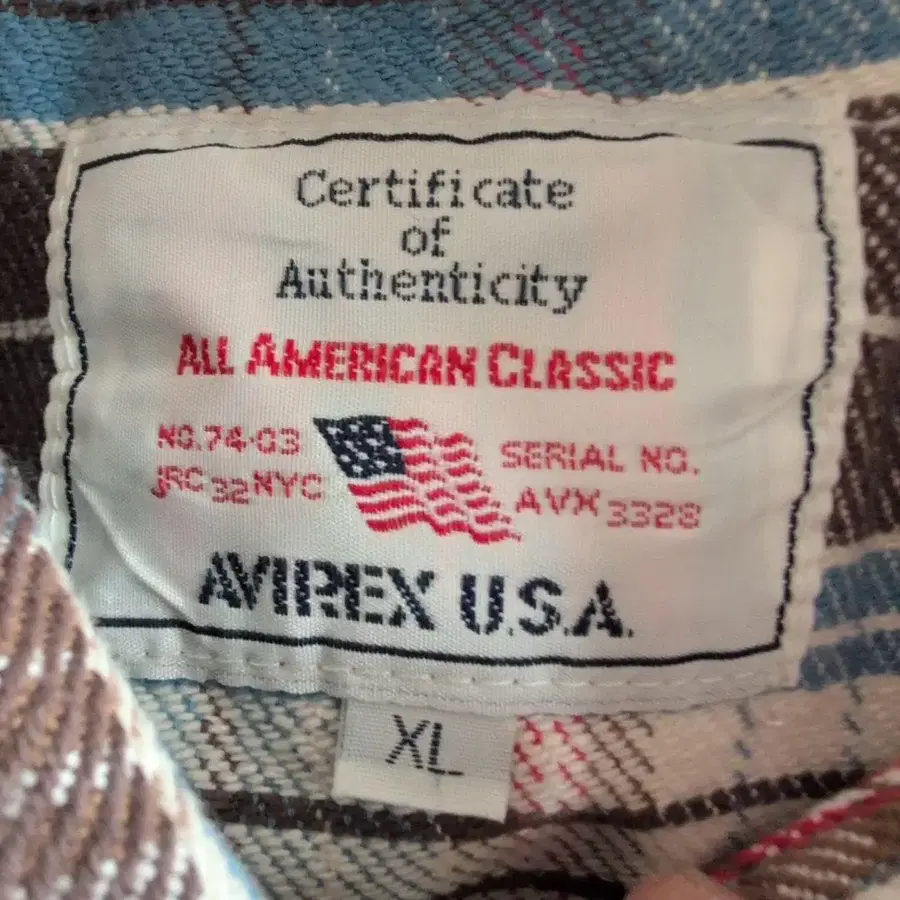 Certificate
of
Authenticity
ALL AMERICAN CLASSIC
NO.74-03
JRC 32 NYC
SERIAL NO.
AVX 3328
AVIREX U.S.A.
XL